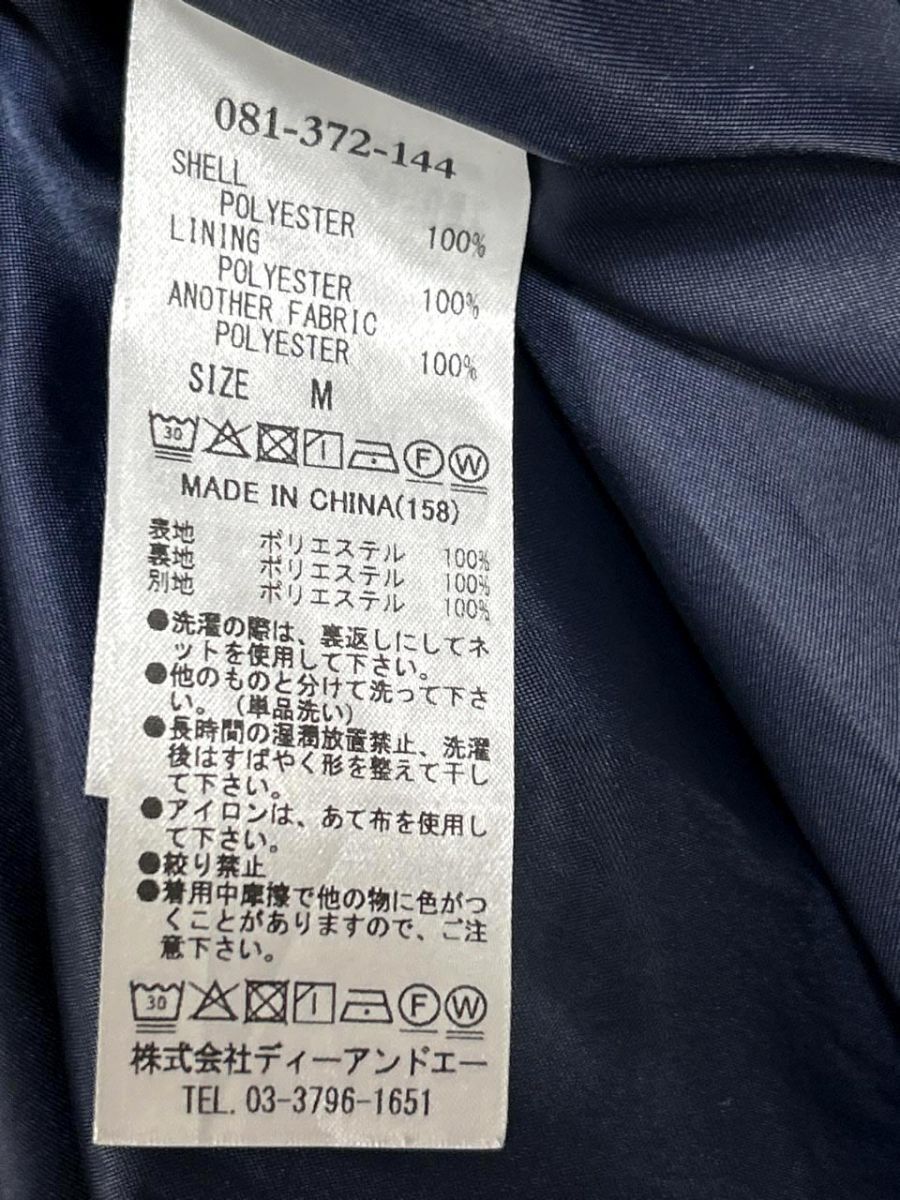 081-372-144
SHELL
POLYESTER 100%
LINING
POLYESTER 100%
ANOTHER FABRIC
POLYESTER 100%
SIZE M
30 F W
MADE IN CHINA(158)
表地 ポリエステル 100%
裏地 ポリエステル 100%
別地 ポリエステル 100%
●洗濯の際は、裏返しにしてネ
ットを使用して下さい。
●他のものと分けて洗って下さ
い。(単品洗い)
●長時間の湿潤放置禁止、洗濯
後はすばやく形を整えて干し
て下さい。
●アイロンは、あて布を使用し
て下さい。
●絞り禁止
●着用中摩擦で他の物に色がつ
くことがありますので、ご注
意下さい。
30 F W
株式会社ディーアンドエー
TEL. 03-3796-1651